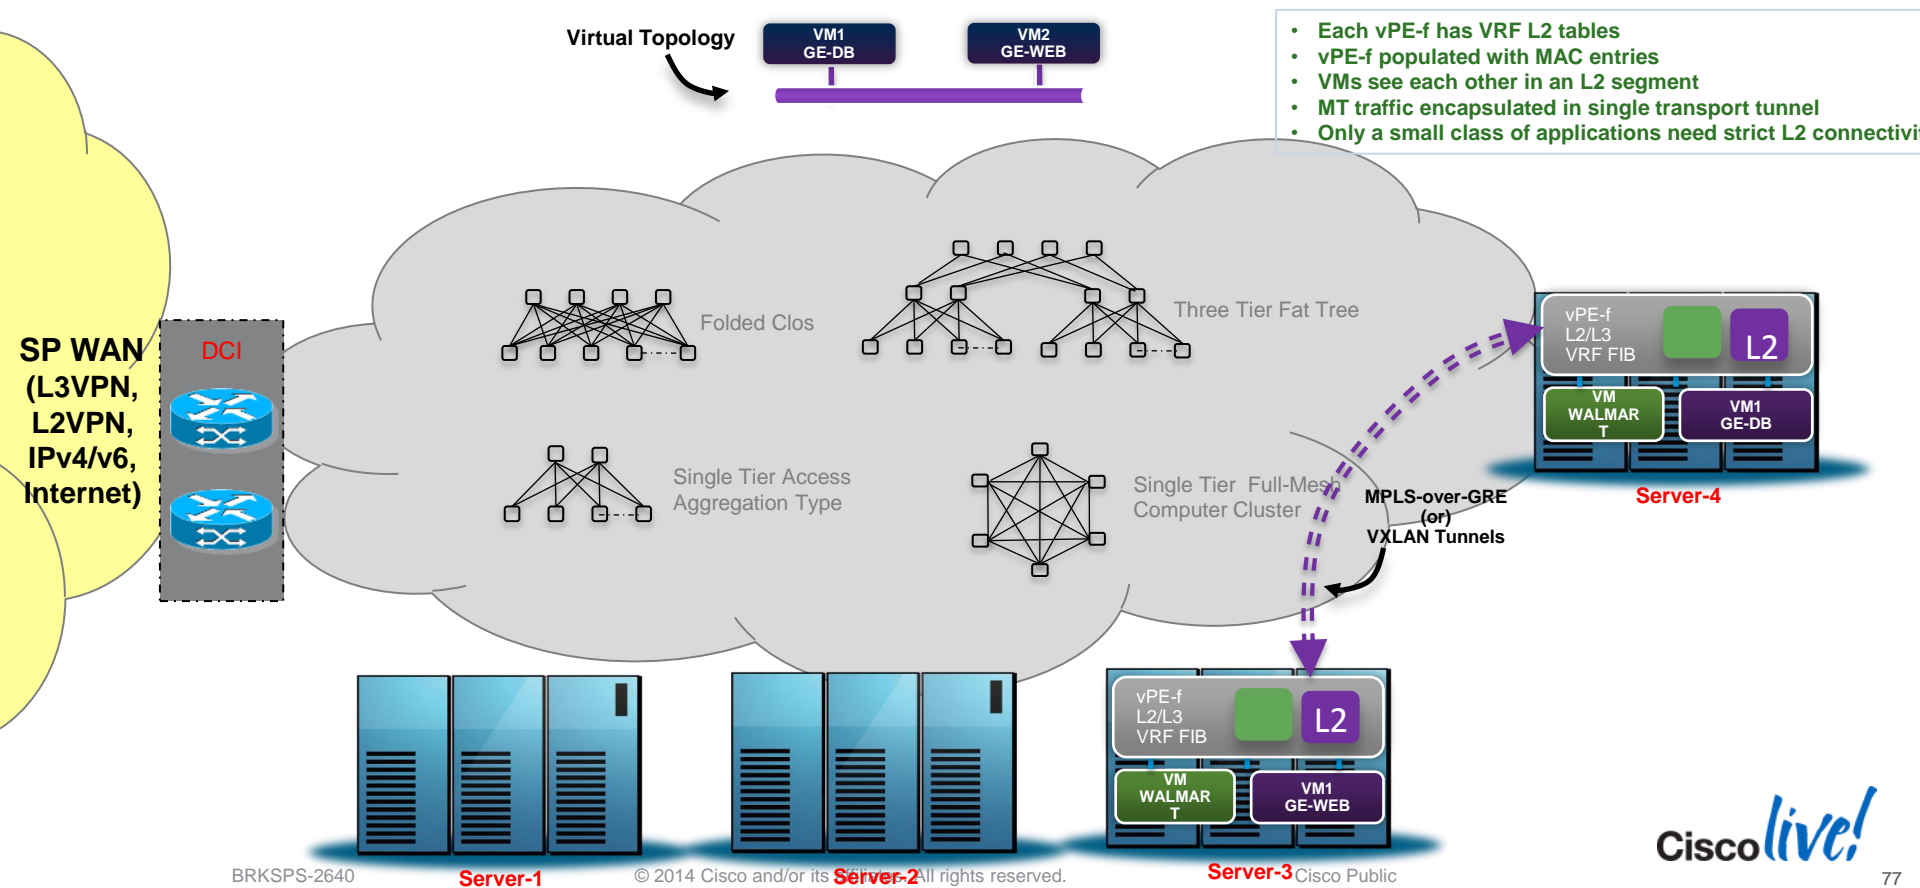 Virtual Topology
VM1
GE-DB
VM2
GE-WEB
• Each vPE-f has VRF L2 tables
• vPE-f populated with MAC entries
• VMs see each other in an L2 segment
• MT traffic encapsulated in single transport tunnel
• Only a small class of applications need strict L2 connectivit
Folded Clos
Three Tier Fat Tree
SP WAN
(L3VPN,
L2VPN,
IPv4/v6,
Internet)
DCI
vPE-f
L2/L3
VRF FIB
L2
VM
WALMAR
T
VM1
GE-DB
Server-4
Single Tier Access
Aggregation Type
Single Tier Full-Mesh
Computer Cluster
MPLS-over-GRE
(or)
VXLAN Tunnels
vPE-f
L2/L3
VRF FIB
L2
VM
WALMAR
T
VM1
GE-WEB
Server-1
Server-2
Server-3
BRKSPS-2640
© 2014 Cisco and/or its affiliates. All rights reserved.
Cisco Public
Cisco live!
77